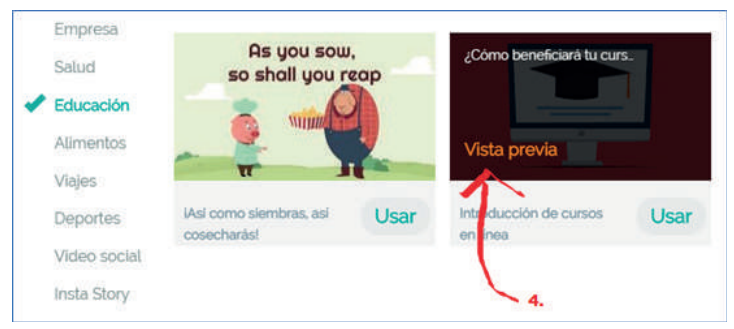 Empresa
Salud
Educación
Alimentos
Viajes
Deportes
Video social
Insta Story
As you sow,
so shall you reap
¡Así como siembras, así
cosecharás!
Usar
¿Cómo beneficiará tu curs...
Vista previa
Introducción de cursos
en línea
Usar
4.